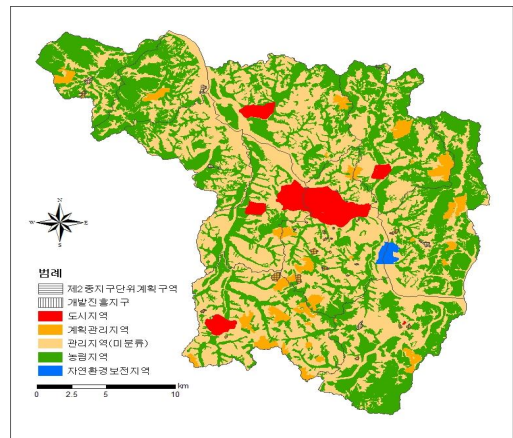 N
W E
S
범례
제2종지구단위계획구역
개발진흥지구
도시지역
계획관리지역
관리지역(미분류)
농림지역
자연환경보전지역
km
0 2.5 5 10